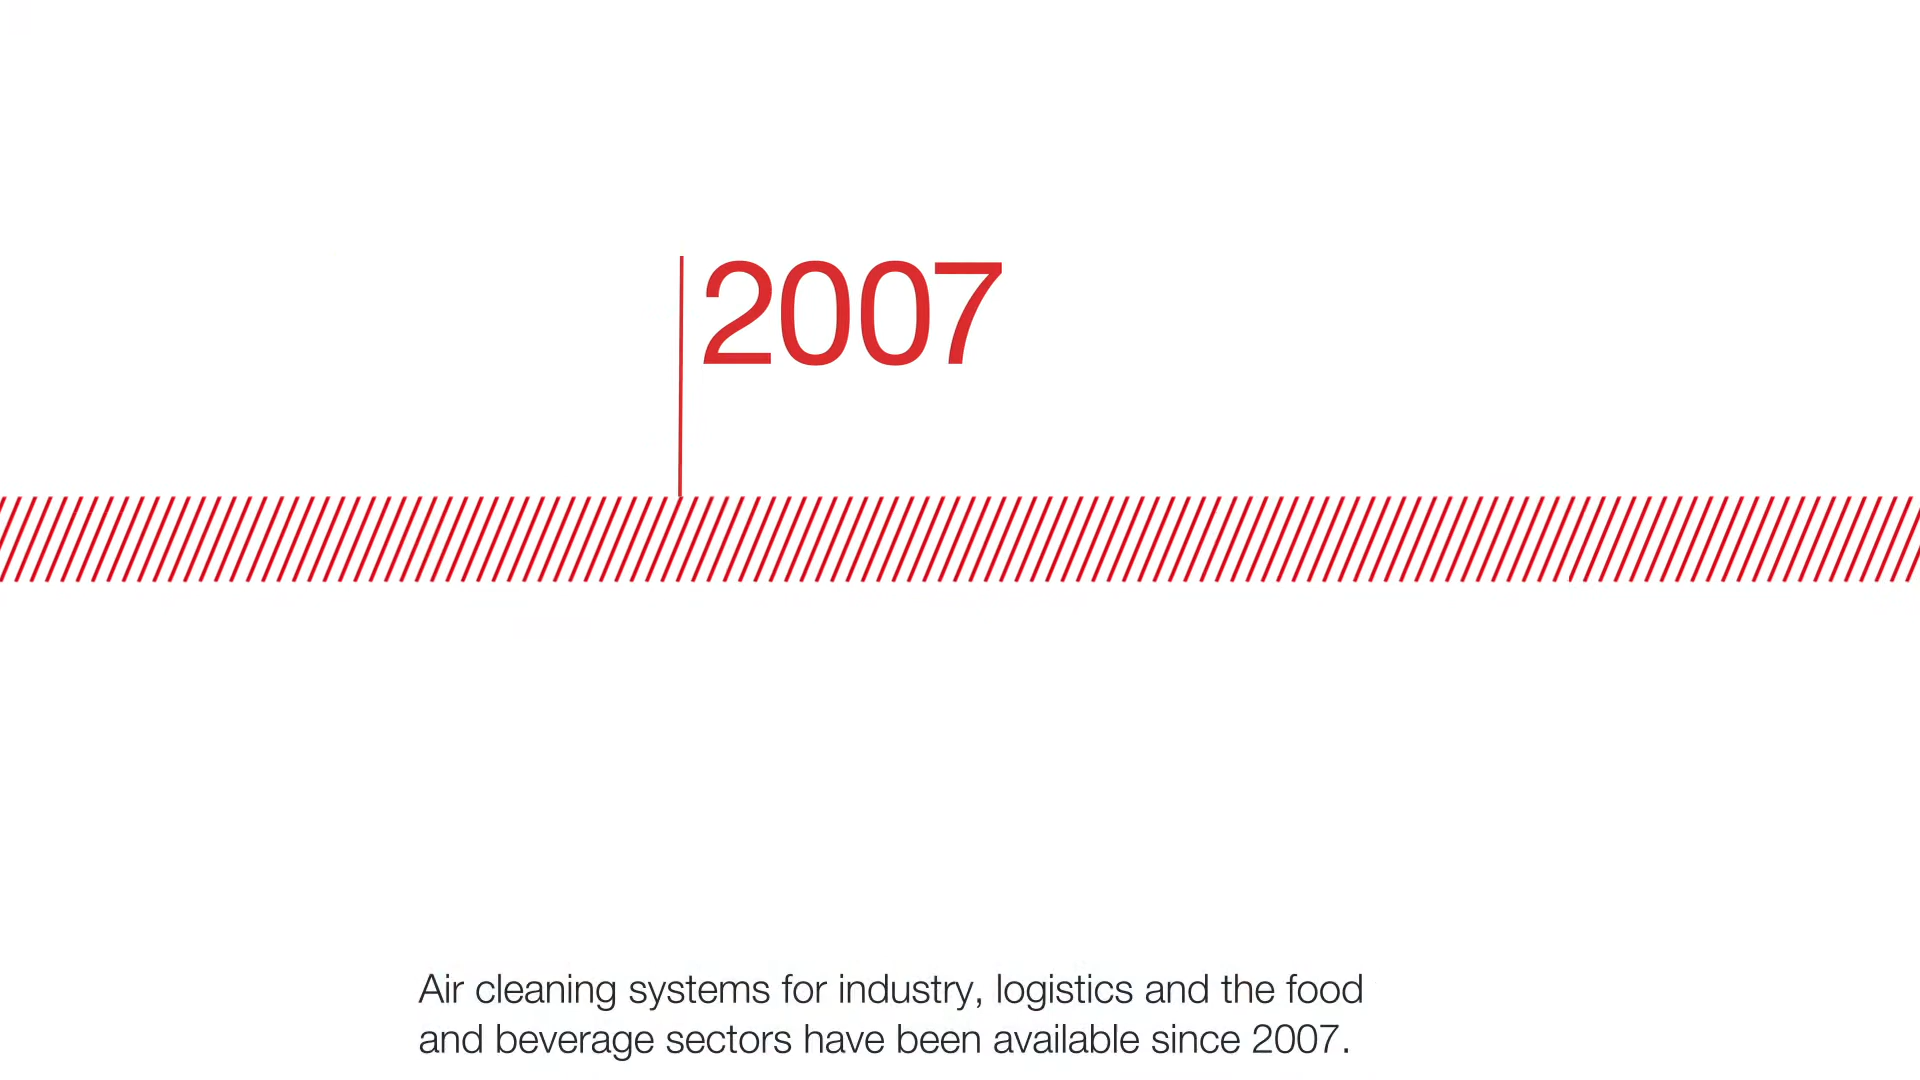 2007
Air cleaning systems for industry, logistics and the food
and beverage sectors have been available since 2007.